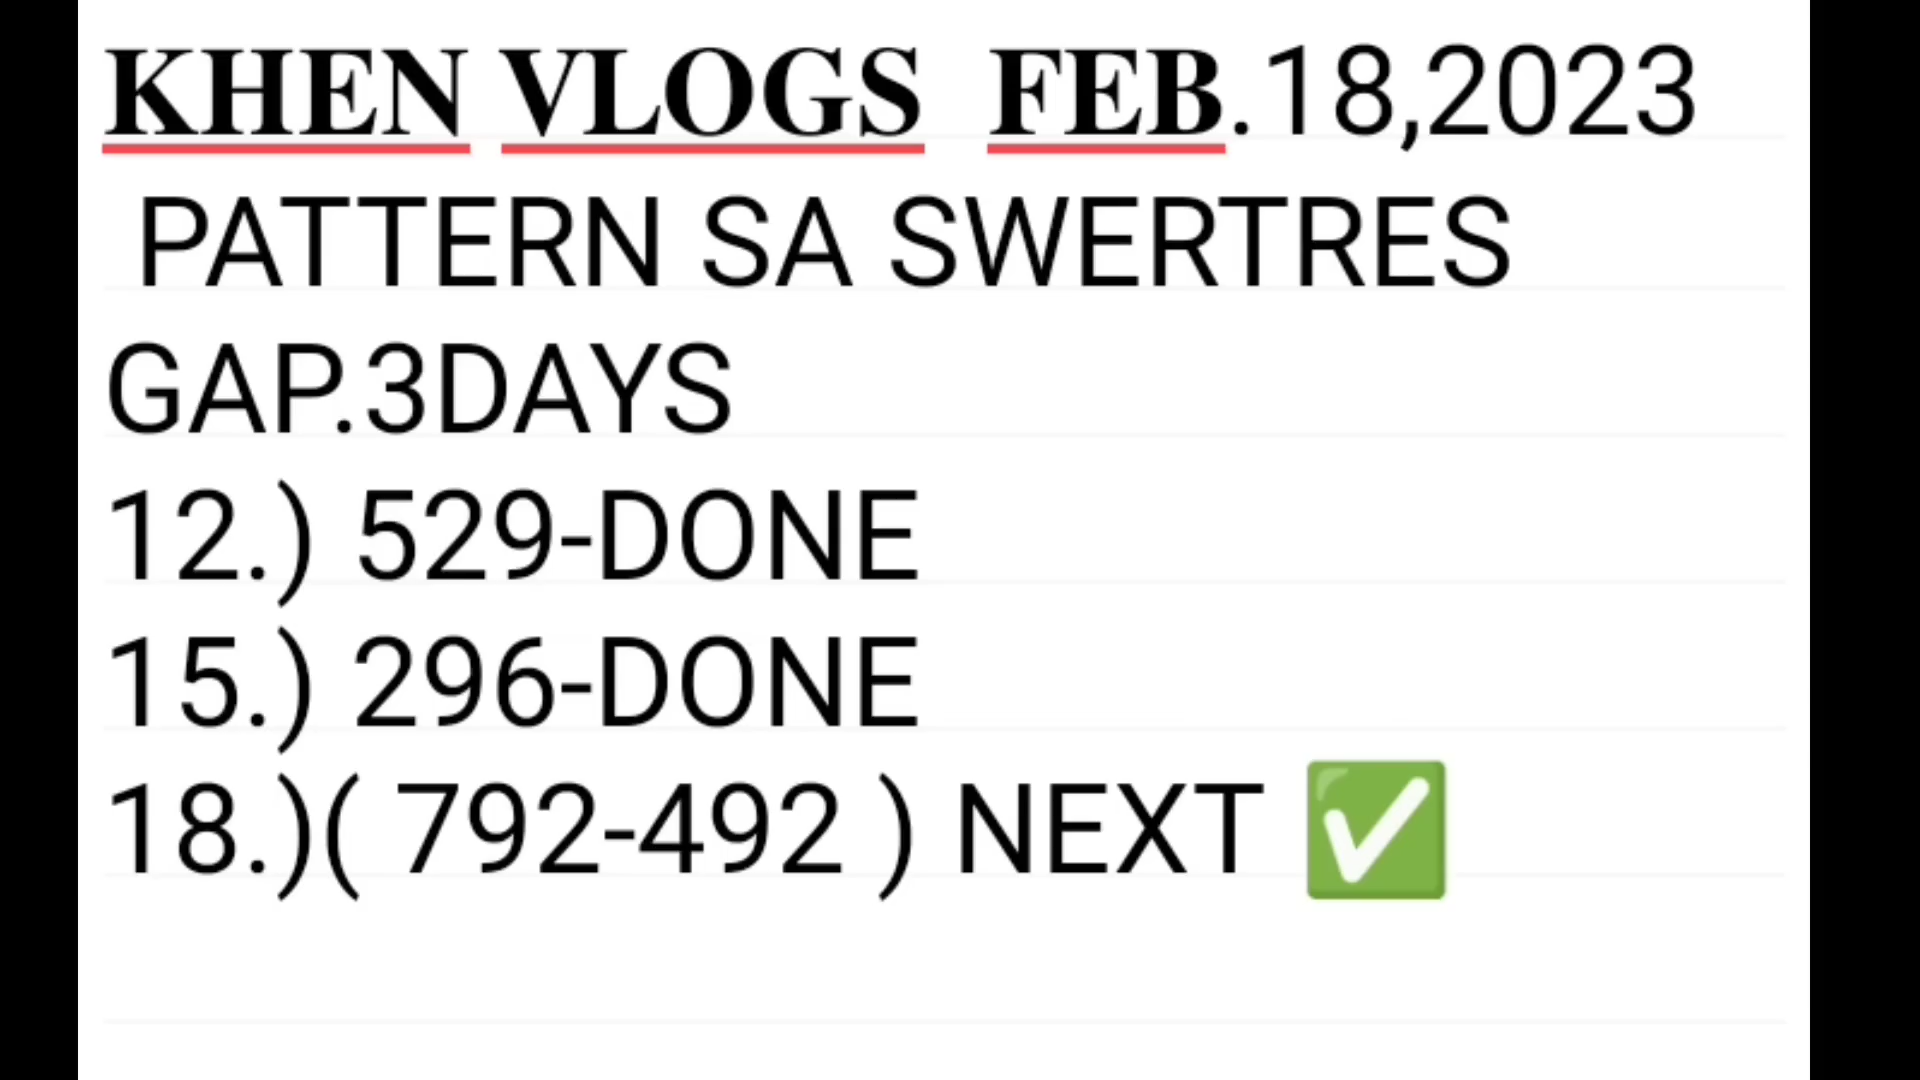 KHEN VLOGS  FEB.18,2023
PATTERN SA SWERTRES
GAP.3DAYS
12.) 529-DONE
15.) 296-DONE
18.)( 792-492 ) NEXT ✅